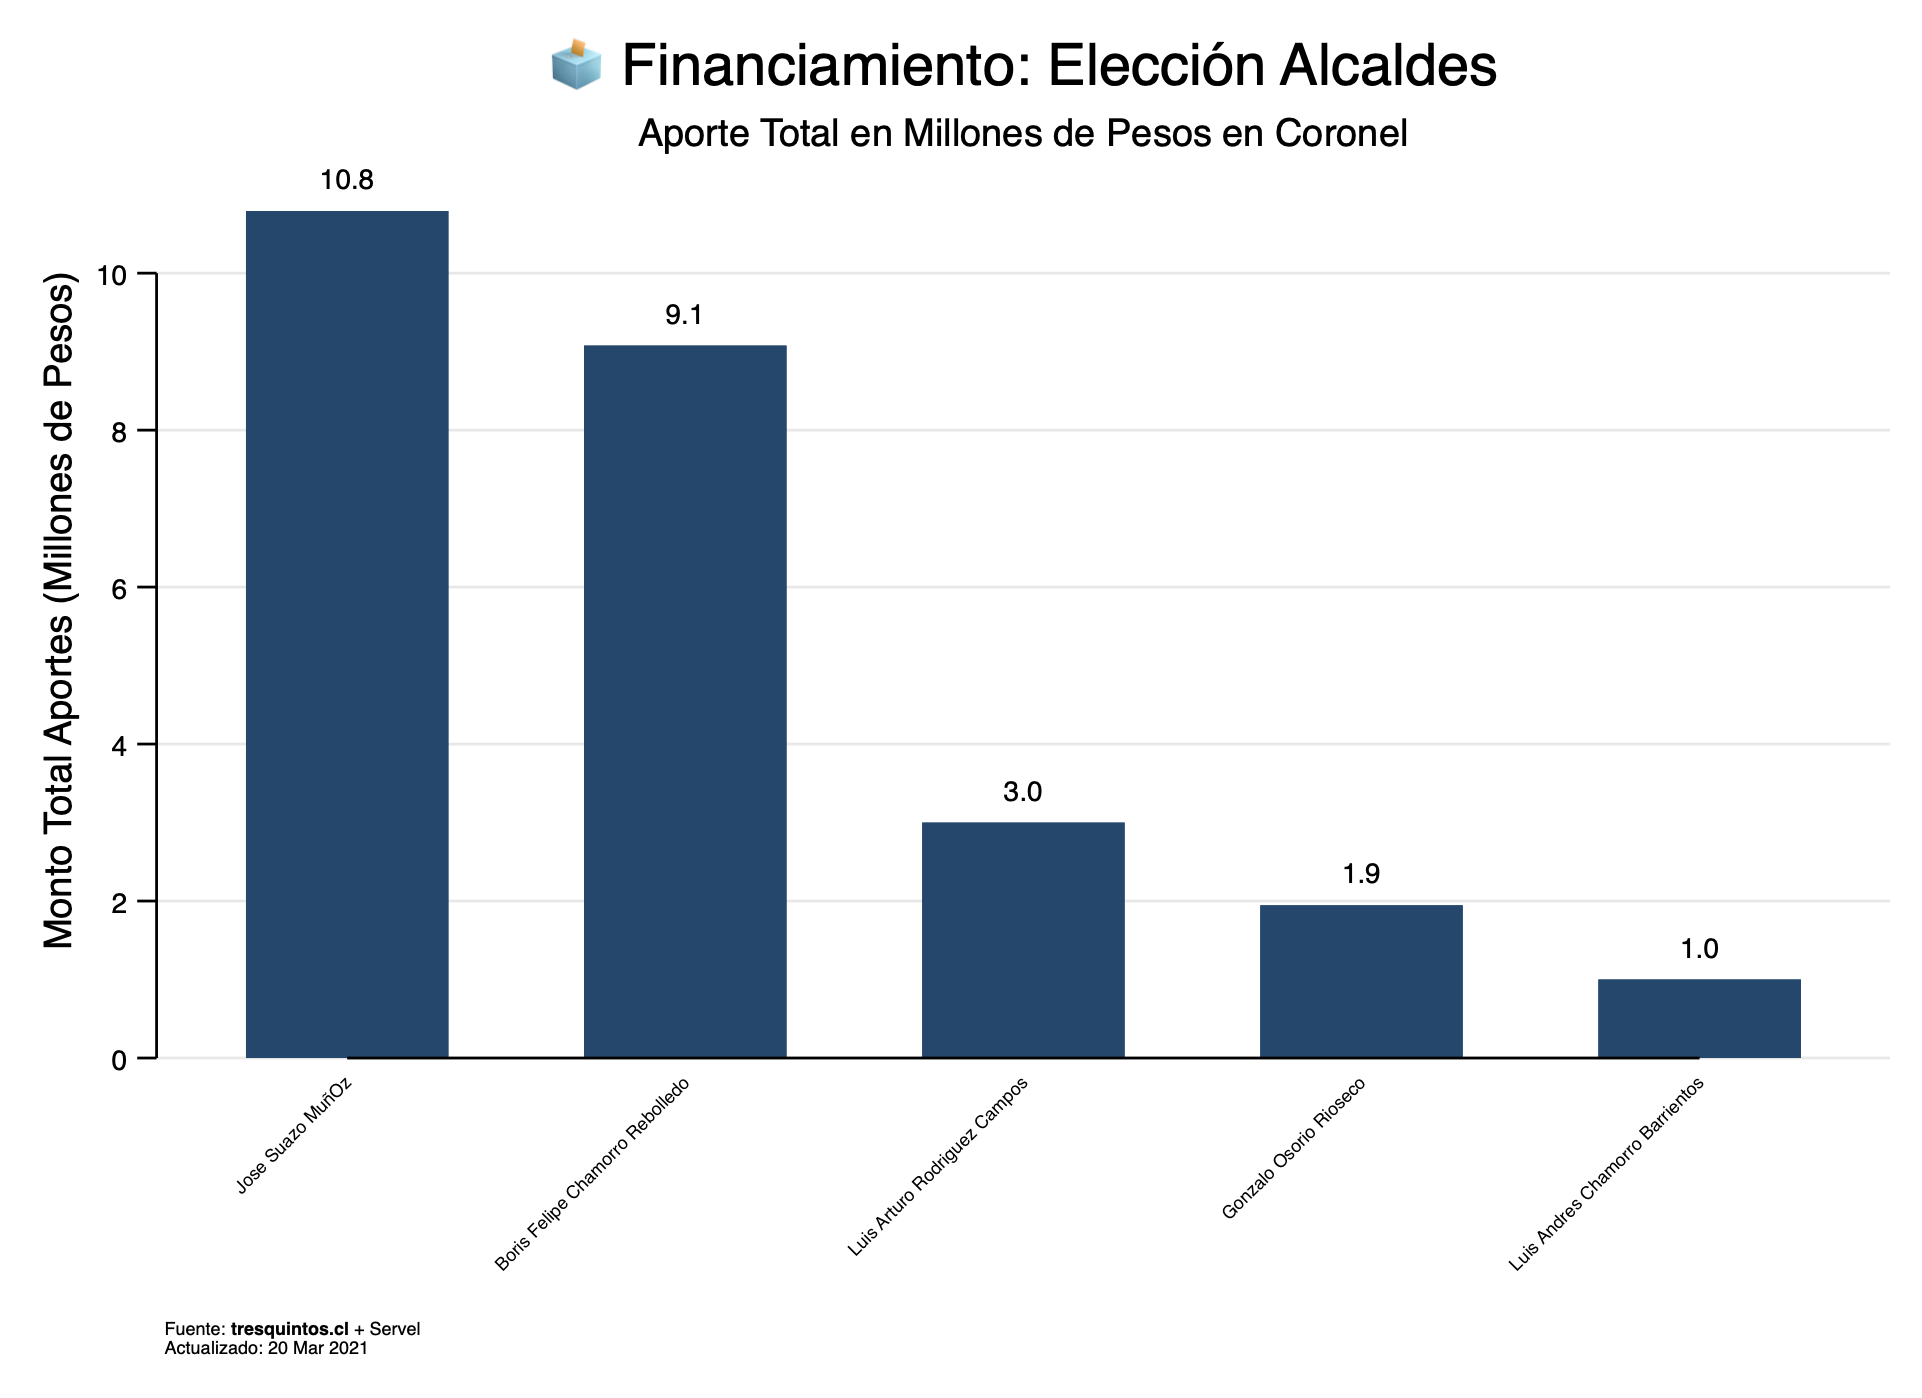 Financiamiento: Elección Alcaldes
Aporte Total en Millones de Pesos en Coronel
Monto Total Aportes (Millones de Pesos)
10
8
6
4
2
0
10.8
9.1
3.0
1.9
1.0
Jose Suazo MuñOz
Boris Felipe Chamorro Rebolledo
Luis Arturo Rodriguez Campos
Gonzalo Osorio Rioseco
Luis Andres Chamorro Barrientos
Fuente: tresquintos.cl + Servel
Actualizado: 20 Mar 2021